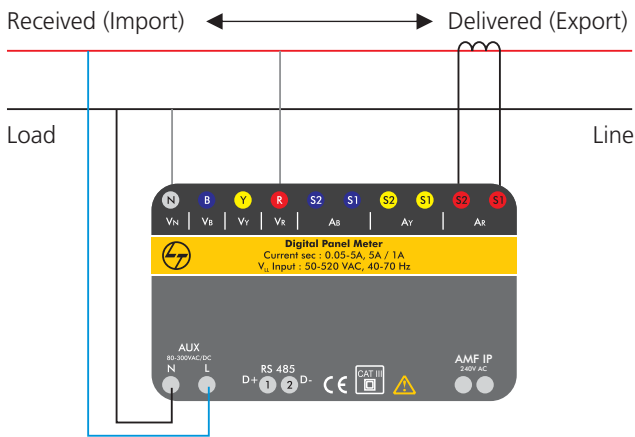 Received (Import) Delivered (Export)
Load Line
N B Y R S2 S1 S2 S1 S2 S1
VN VB VY VR AB AY AR
Digital Panel Meter
Current sec : 0.05-5A, 5A / 1A
VLL Input : 50-520 VAC, 40-70 Hz
AUX
80-300VAC/DC
N L
RS 485
D+ 1 2 D-
CE
CAT III
AMF IP
240V AC